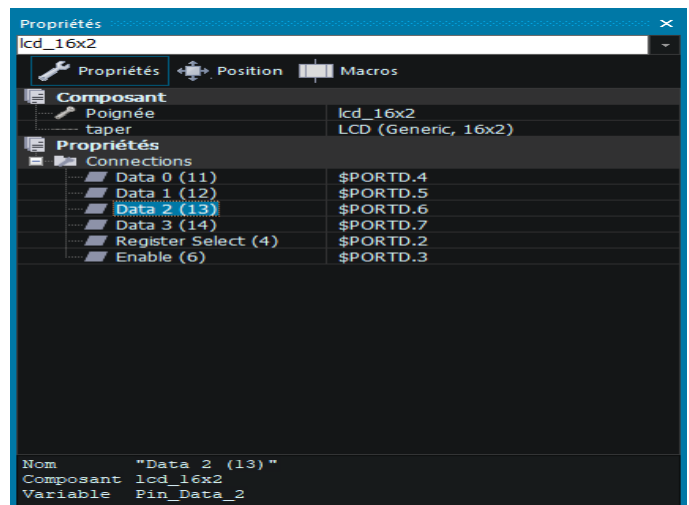 Propriétés ×
lcd_16x2
Propriétés Position Macros
Composant
Poignée lcd_16x2
taper LCD (Generic, 16x2)
Propriétés
Connections
Data 0 (11) $PORTD.4
Data 1 (12) $PORTD.5
Data 2 (13) $PORTD.6
Data 3 (14) $PORTD.7
Register Select (4) $PORTD.2
Enable (6) $PORTD.3
Nom "Data 2 (13)"
Composant lcd_16x2
Variable Pin_Data_2